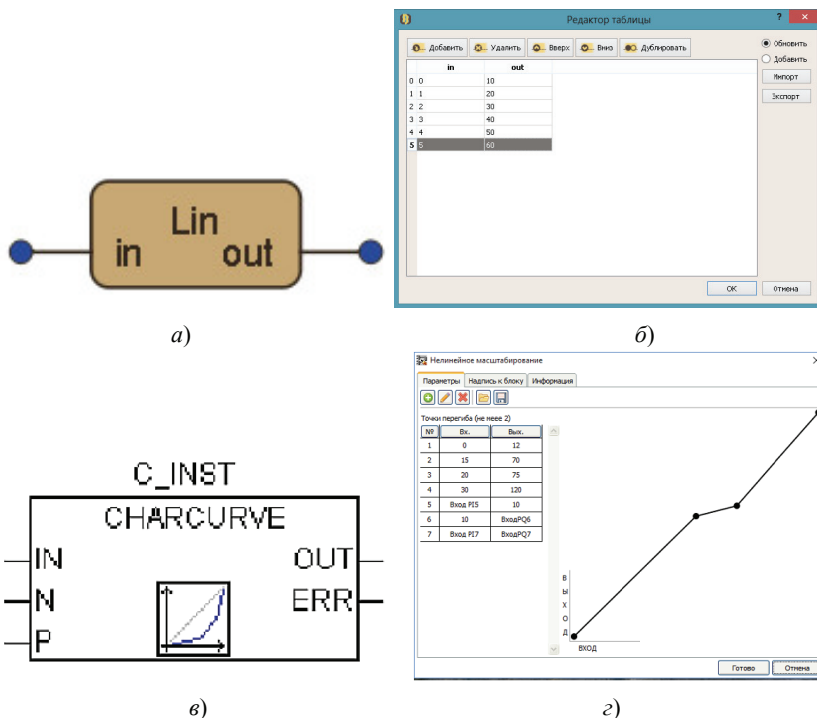 Lin
in out
а)
Редактор таблицы ?
Добавить Удалить Вверх Вниз Дублировать
Обновить
Добавить
Импорт
Экспорт
in out
0 0 10
1 1 20
2 2 30
3 3 40
4 4 50
5 5 60
OK Отмена
б)
C_INST
CHARCURVE
IN OUT
N ERR
P
в)
Нелинейное масштабирование
Параметры Надпись к блоку Информация
Точки перегиба (не неее 2)
№ Вх. Вых.
1 0 12
2 15 70
3 20 75
4 30 120
5 Вход PI5 10
6 10 ВходPQ6
7 Вход PI7 ВходPQ7
ВЫХОД
ВХОД
Готово Отмена
г)